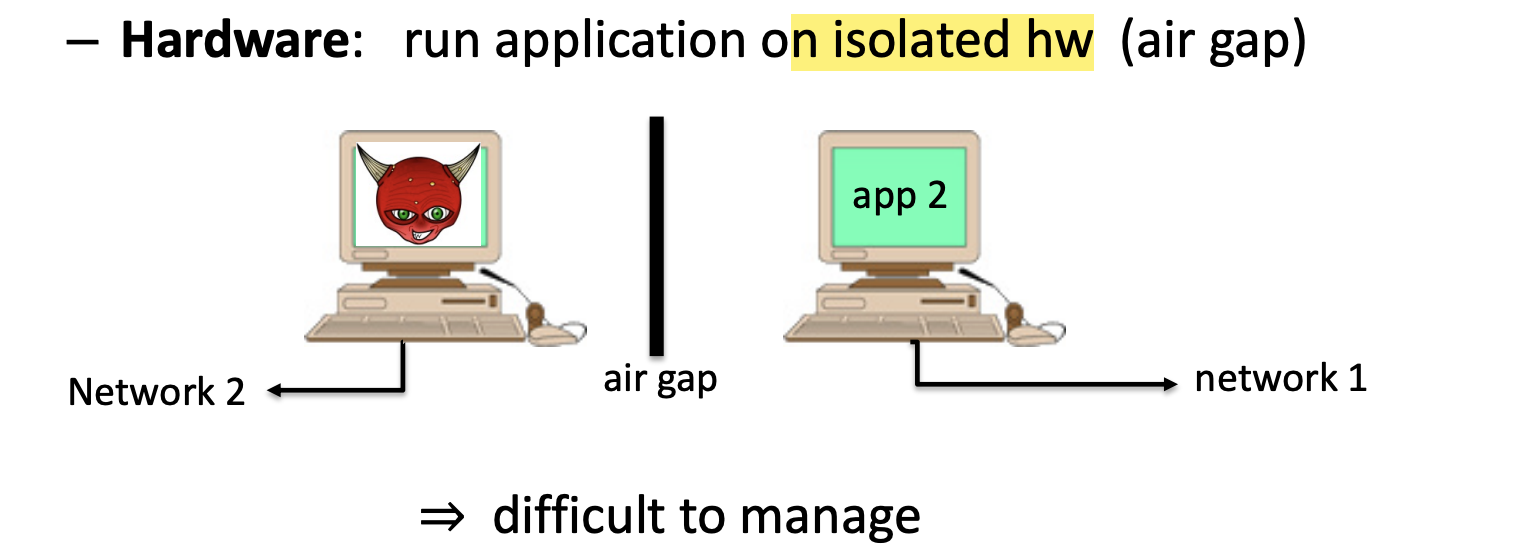 – Hardware: run application on isolated hw (air gap)
app 2
Network 2
air gap
network 1
⇒ difficult to manage